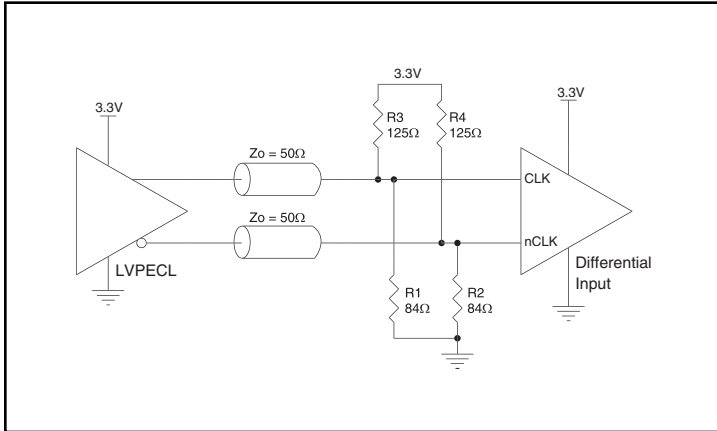 3.3V
3.3V
3.3V
R3
125Ω
R4
125Ω
Zo = 50Ω
CLK
Zo = 50Ω
nCLK
LVPECL
Differential
Input
R1
84Ω
R2
84Ω